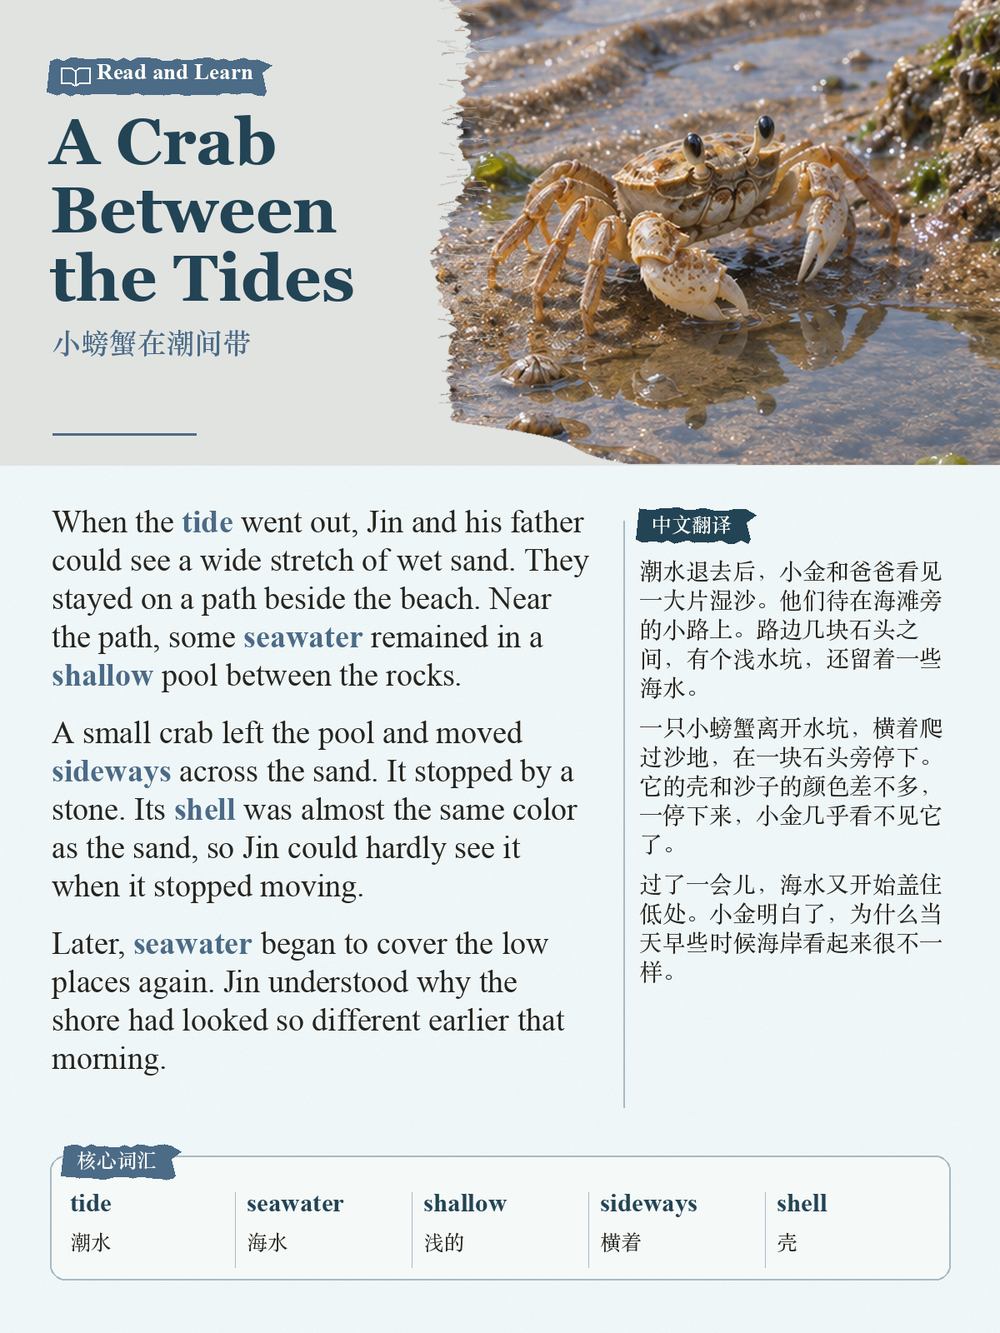 Read and Learn
A Crab
Between
the Tides
小螃蟹在潮间带
When the tide went out, Jin and his father
could see a wide stretch of wet sand. They
stayed on a path beside the beach. Near
the path, some seawater remained in a
shallow pool between the rocks.
A small crab left the pool and moved
sideways across the sand. It stopped by a
stone. Its shell was almost the same color
as the sand, so Jin could hardly see it
when it stopped moving.
Later, seawater began to cover the low
places again. Jin understood why the
shore had looked so different earlier that
morning.
中文翻译
潮水退去后，小金和爸爸看见
一大片湿沙。他们待在海滩旁
的小路上。路边几块石头之
间，有个浅水坑，还留着一些
海水。
一只小螃蟹离开水坑，横着爬
过沙地，在一块石头旁停下。
它的壳和沙子的颜色差不多，
一停下来，小金几乎看不见它
了。
过了一会儿，海水又开始盖住
低处。小金明白了，为什么当
天早些时候海岸看起来很不一
样。
核心词汇
tide
潮水
seawater
海水
shallow
浅的
sideways
横着
shell
壳